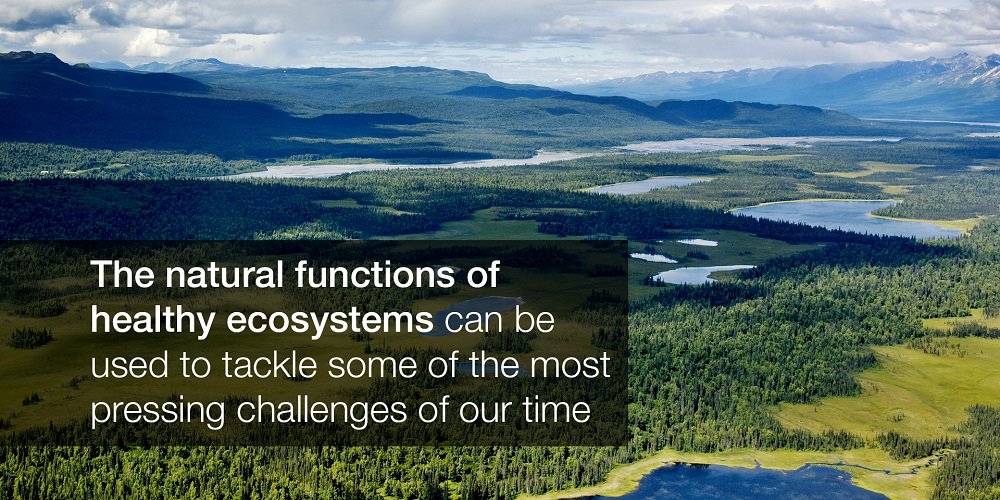 The natural functions of
healthy ecosystems can be
used to tackle some of the most
pressing challenges of our time